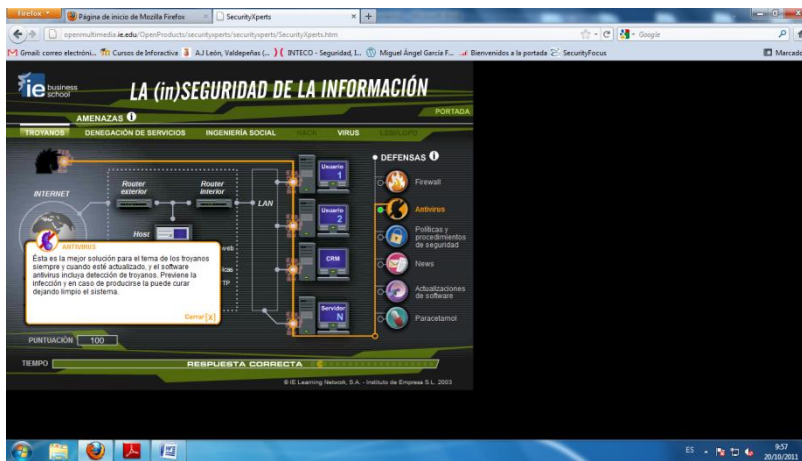 Firefox
Página de inicio de Mozilla Firefox
SecurityXperts
openmultimedia.ie.edu/OpenProducts/securityxperts/securityxperts/SecurityXperts.htm
Google
Gmail: correo electróni...
Cursos de Inforactiva
AJ León, Valdepeñas (...
INTECO - Seguridad, I...
Miguel Ángel García F...
Bienvenidos a la portada
SecurityFocus
Marcado
ie business school
LA (in)SEGURIDAD DE LA INFORMACIÓN
PORTADA
AMENAZAS
TROYANOS
DENEGACIÓN DE SERVICIOS
INGENIERÍA SOCIAL
HACK
VIRUS
DEFENSAS
INTERNET
Router exterior
Router interior
LAN
Host
Usuario 1
Usuario 2
CRM
Servidor N
Firewall
Antivirus
Políticas y procedimientos de seguridad
News
Actualizaciones de software
Paracetamol
ANTIVIRUS
Ésta es la mejor solución para el tema de los troyanos
siempre y cuando esté actualizado, y el software
antivirus incluya detección de troyanos. Previene la
infección y en caso de producirse la puede curar
dejando limpio el sistema.
Cerrar [X]
PUNTUACIÓN 100
TIEMPO
RESPUESTA CORRECTA
© IE Learning Network, S.A. - Instituto de Empresa S.L. 2003
ES
9:57
20/10/2011